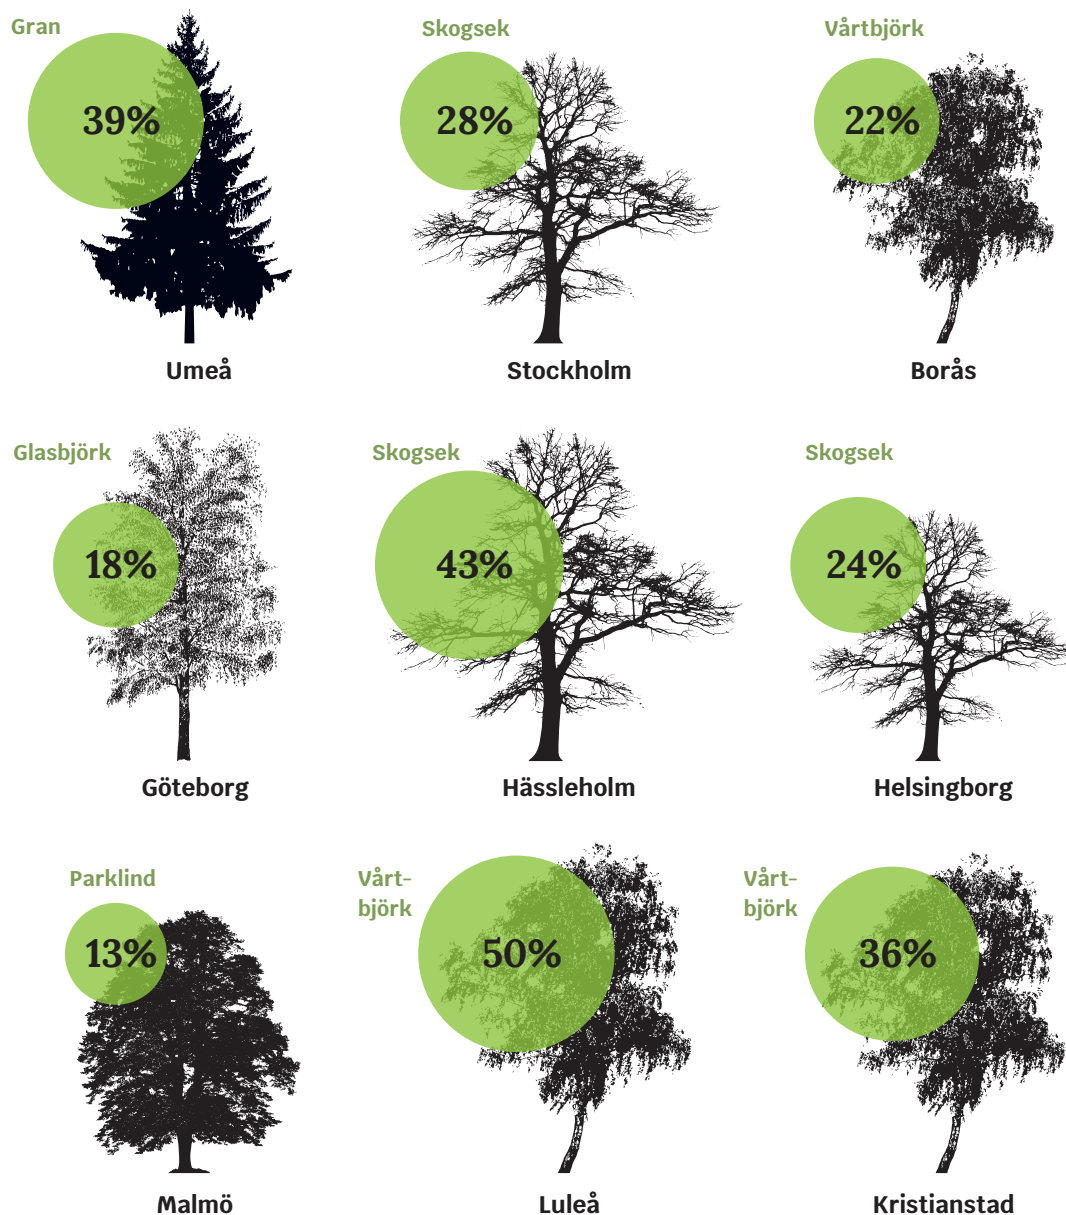 Gran
39%
Umeå
Skogsek
28%
Stockholm
Vårtbjörk
22%
Borås
Glasbjörk
18%
Göteborg
Skogsek
43%
Hässleholm
Skogsek
24%
Helsingborg
Parklind
13%
Malmö
Vårt-
björk
50%
Luleå
Vårt-
björk
36%
Kristianstad